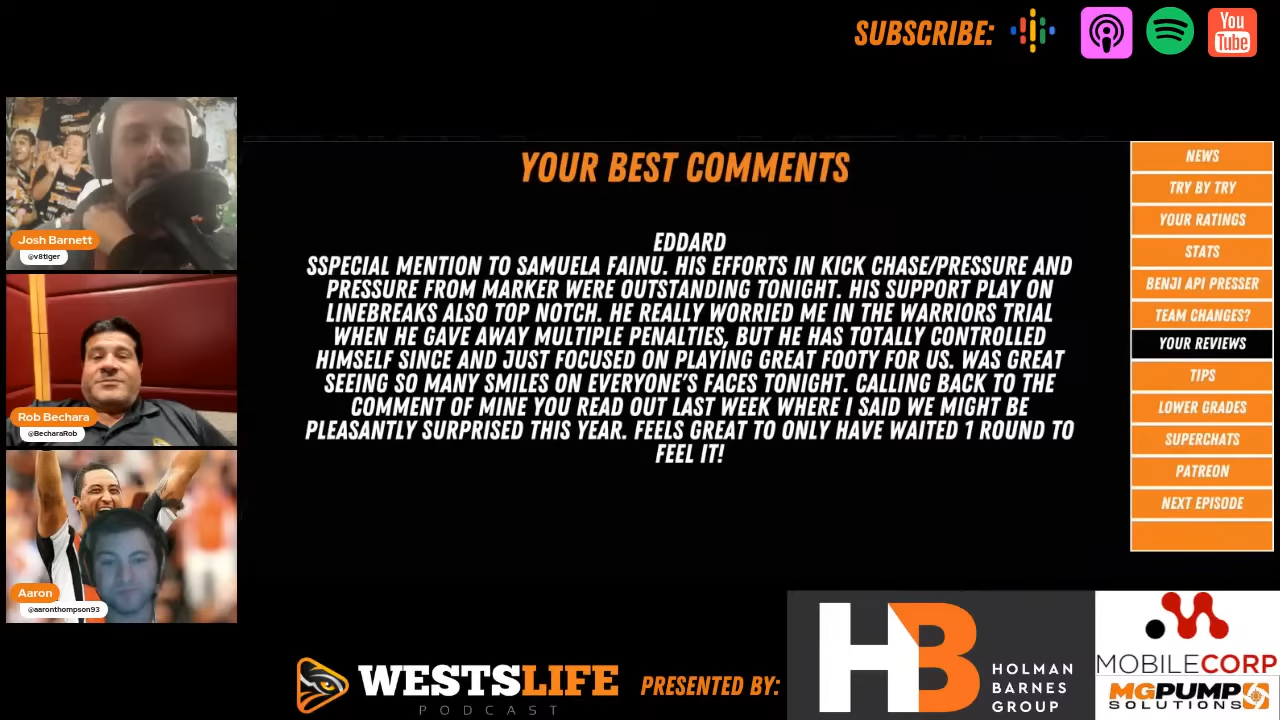 SUBSCRIBE:
You
Tube
YOUR BEST COMMENTS
EDDARD
SSPECIAL MENTION TO SAMUELA FAINU. HIS EFFORTS IN KICK CHASE/PRESSURE AND
PRESSURE FROM MARKER WERE OUTSTANDING TONIGHT. HIS SUPPORT PLAY ON
LINEBREAKS ALSO TOP NOTCH. HE REALLY WORRIED ME IN THE WARRIORS TRIAL
WHEN HE GAVE AWAY MULTIPLE PENALTIES, BUT HE HAS TOTALLY CONTROLLED
HIMSELF SINCE AND JUST FOCUSED ON PLAYING GREAT FOOTY FOR US. WAS GREAT
SEEING SO MANY SMILES ON EVERYONE'S FACES TONIGHT. CALLING BACK TO THE
COMMENT OF MINE YOU READ OUT LAST WEEK WHERE I SAID WE MIGHT BE
PLEASANTLY SURPRISED THIS YEAR. FEELS GREAT TO ONLY HAVE WAITED 1 ROUND TO
FEEL IT!
Josh Barnett
@v8tiger
Rob Bechara
@BecharaRob
Aaron
@aaronthompson93
NEWS
TRY BY TRY
YOUR RATINGS
STATS
BENJI API PRESSER
TEAM CHANGES?
YOUR REVIEWS
TIPS
LOWER GRADES
SUPERCHATS
PATREON
NEXT EPISODE
WESTSLIFE
PODCAST
PRESENTED BY:
HB
HOLMAN
BARNES
GROUP
MOBILECORP
MGPUMP
SOLUTIONS